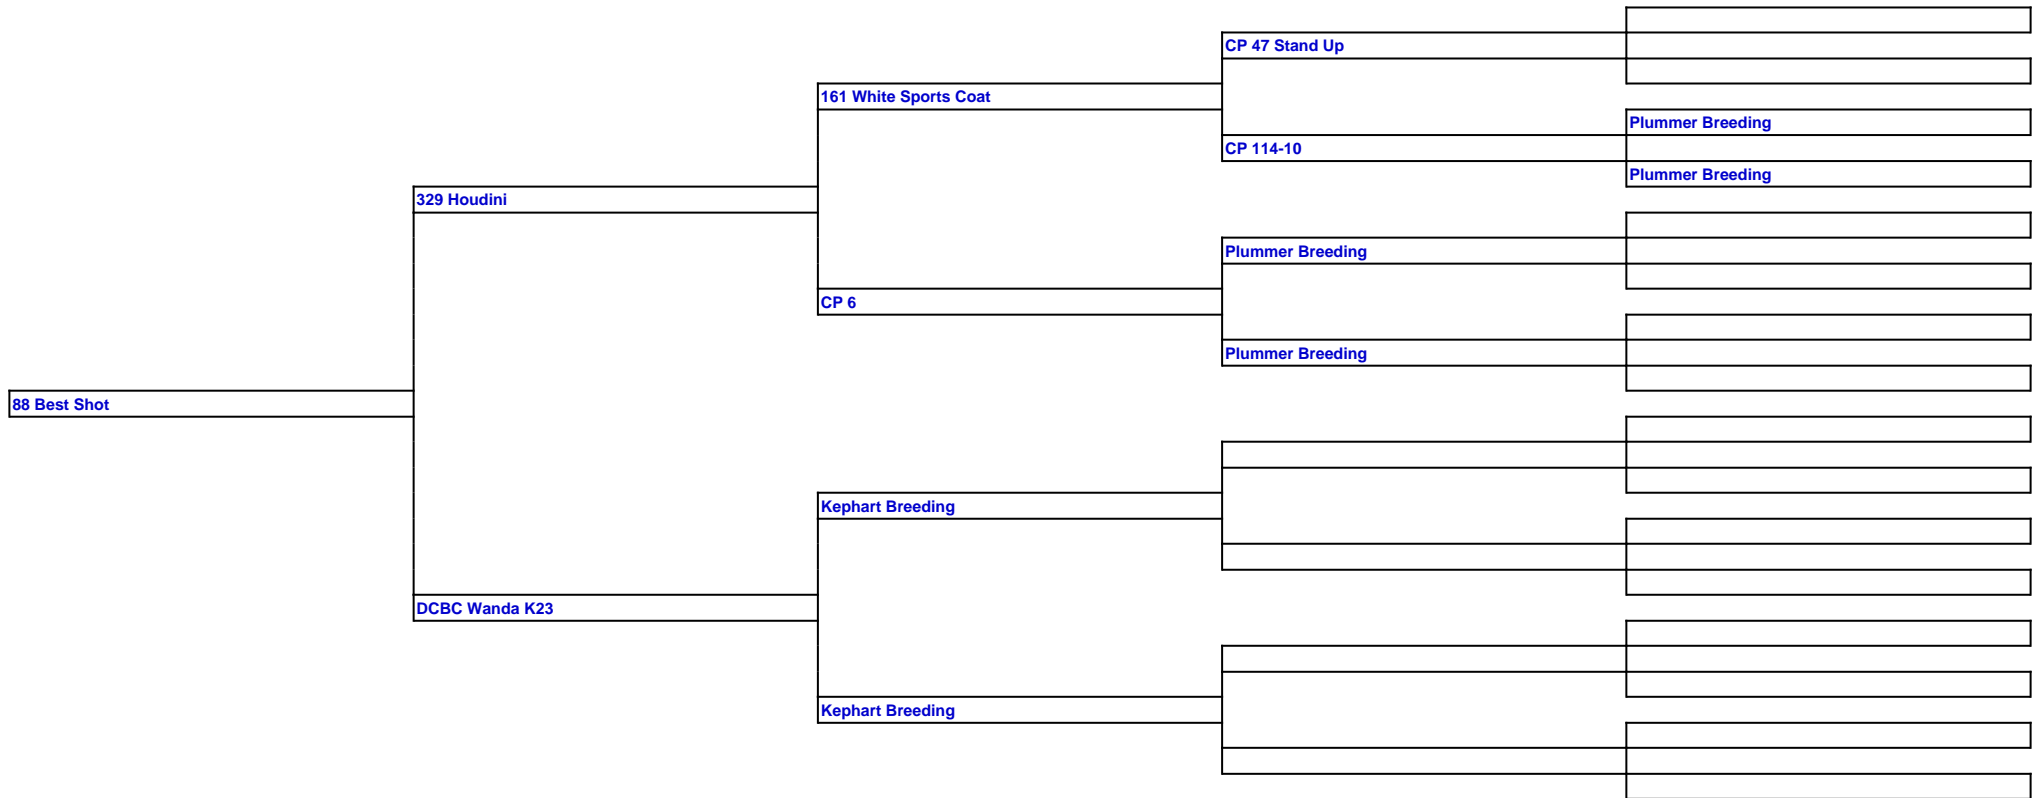 CP 47 Stand Up
161 White Sports Coat
Plummer Breeding
CP 114-10
Plummer Breeding
329 Houdini
Plummer Breeding
CP 6
Plummer Breeding
88 Best Shot
Kephart Breeding
DCBC Wanda K23
Kephart Breeding